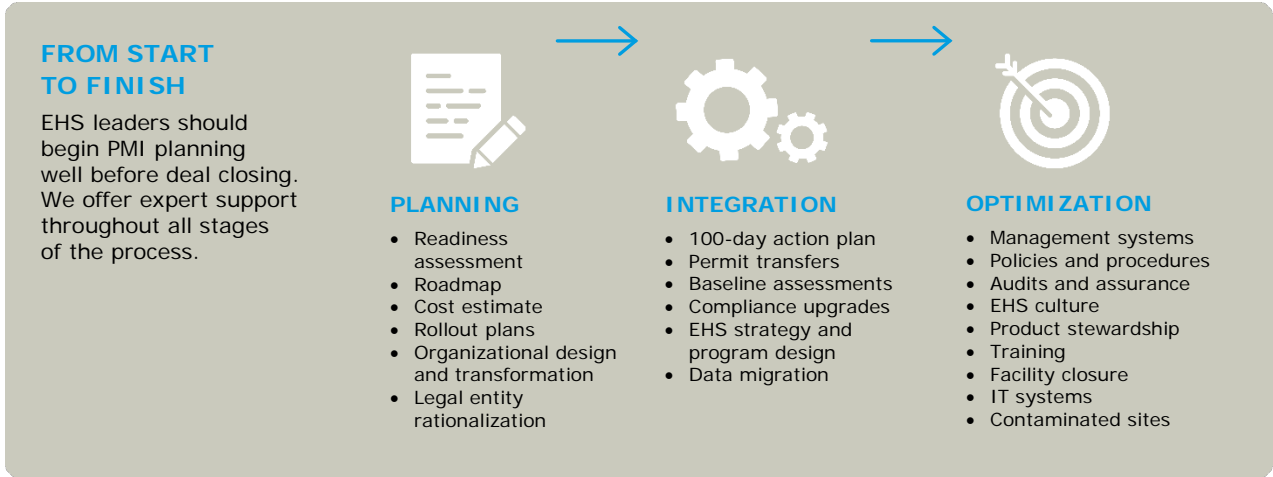 FROM START
TO FINISH
EHS leaders should
begin PMI planning
well before deal closing.
We offer expert support
throughout all stages
of the process.
PLANNING
• Readiness
assessment
• Roadmap
• Cost estimate
• Rollout plans
• Organizational design
and transformation
• Legal entity
rationalization
INTEGRATION
• 100-day action plan
• Permit transfers
• Baseline assessments
• Compliance upgrades
• EHS strategy and
program design
• Data migration
OPTIMIZATION
• Management systems
• Policies and procedures
• Audits and assurance
• EHS culture
• Product stewardship
• Training
• Facility closure
• IT systems
• Contaminated sites